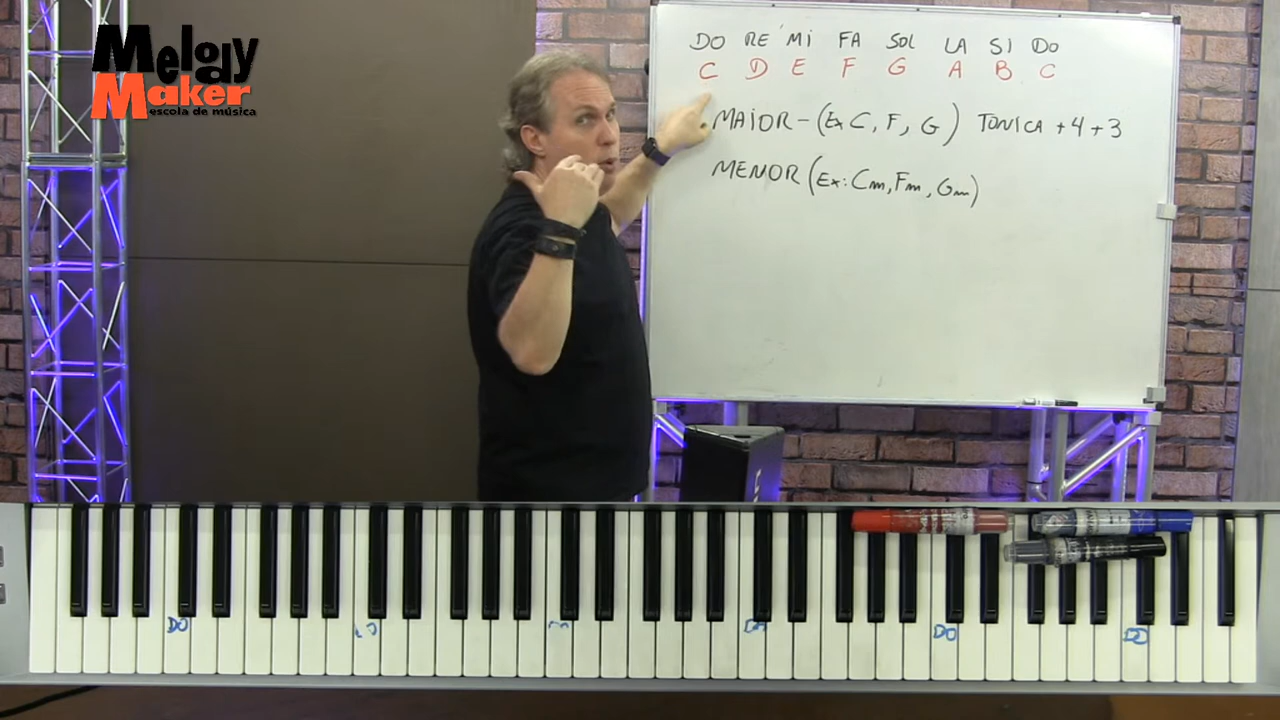 Melody
Maker
escola de música
DO RE MI FA SOL LA SI DO
C D E F G A B C
MAIOR - (Ex C, F, G) TONICA +4 +3
MENOR (Ex: Cm, Fm, Gm)
DO DO